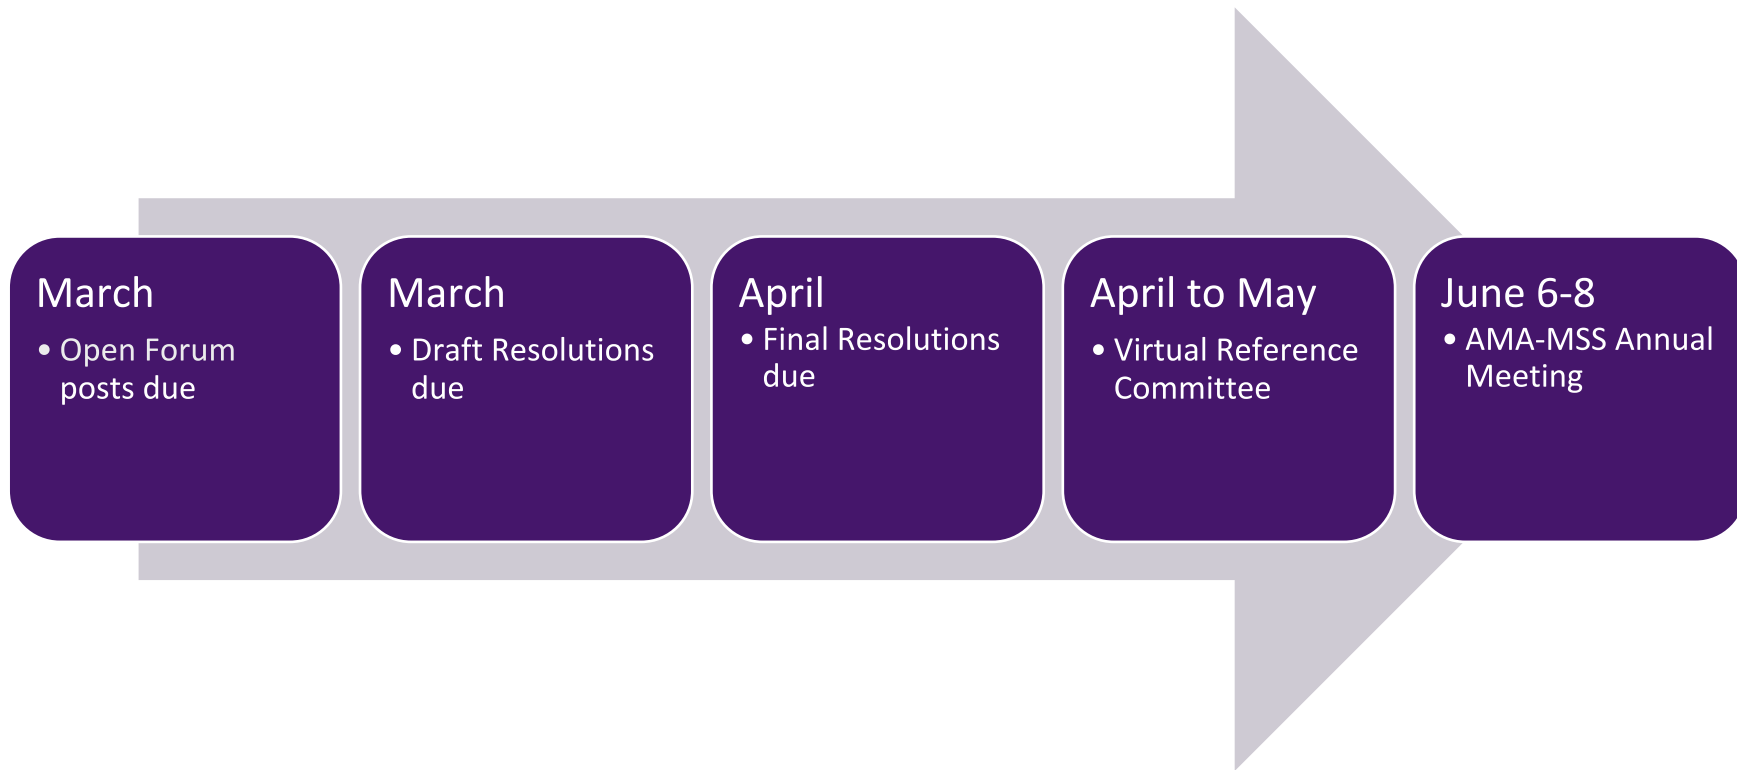 March
• Open Forum
posts due
March
• Draft Resolutions
due
April
• Final Resolutions
due
April to May
• Virtual Reference
Committee
June 6-8
• AMA-MSS Annual
Meeting